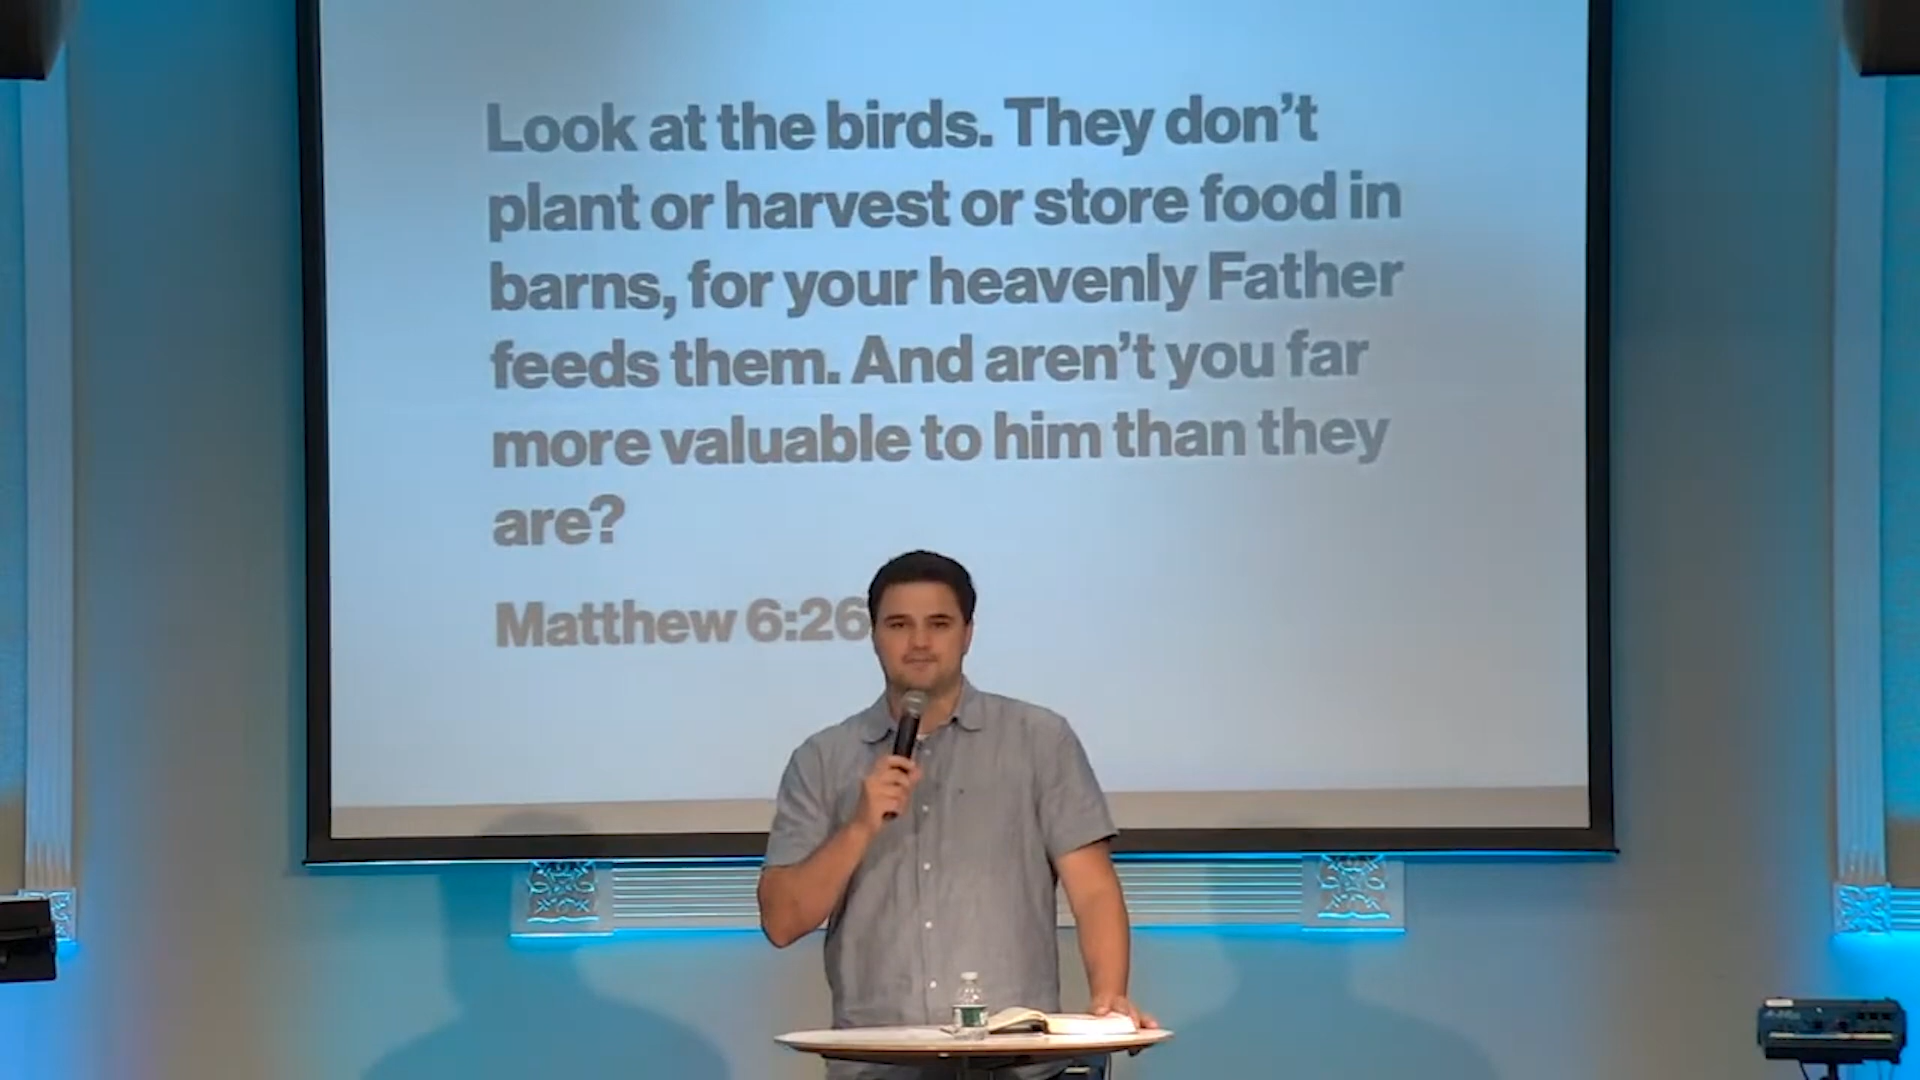 Look at the birds. They don’t
plant or harvest or store food in
barns, for your heavenly Father
feeds them. And aren’t you far
more valuable to him than they
are?
Matthew 6:26